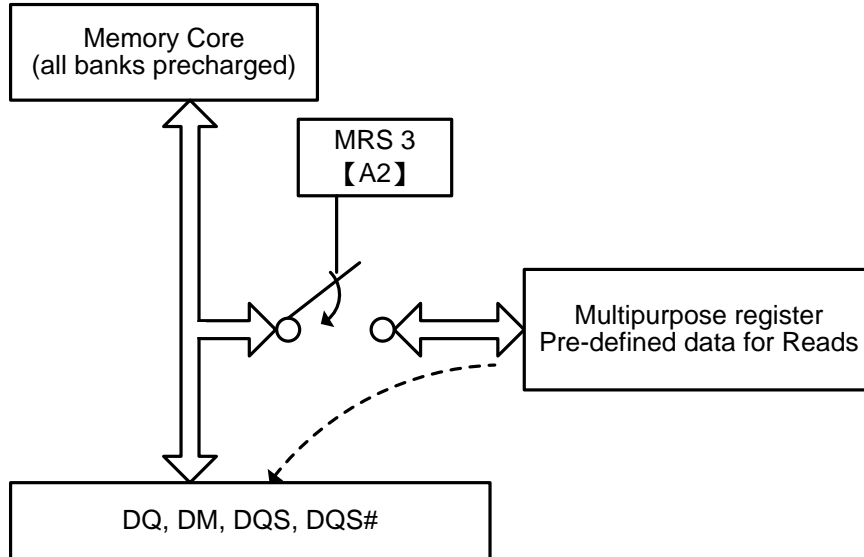 Memory Core
(all banks precharged)
MRS 3
【A2】
Multipurpose register
Pre-defined data for Reads
DQ, DM, DQS, DQS#